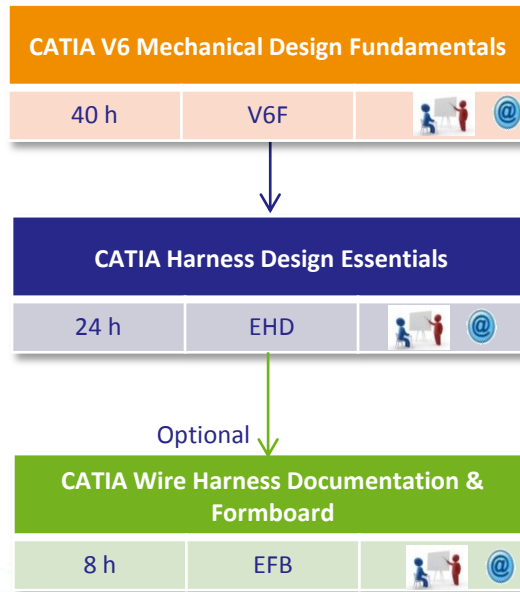 CATIA V6 Mechanical Design Fundamentals
40 h V6F @
CATIA Harness Design Essentials
24 h EHD @
Optional
CATIA Wire Harness Documentation &
Formboard
8 h EFB @